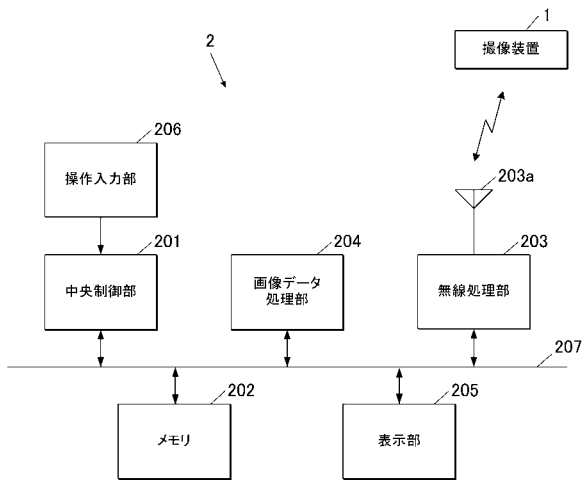 1
撮像装置
2
206
操作入力部
203a
201
中央制御部
204
画像データ
処理部
203
無線処理部
207
202
メモリ
205
表示部